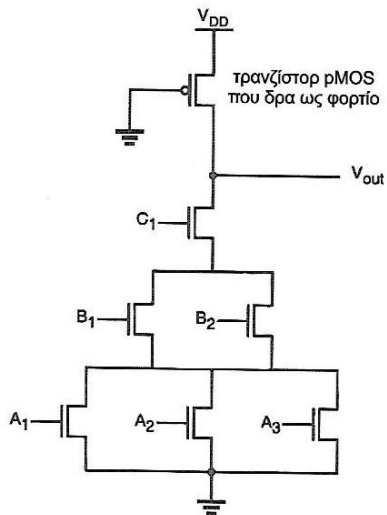 V_DD
τρανζίστορ pMOS
που δρα ως φορτίο
V_out
C_1
B_1
B_2
A_1
A_2
A_3